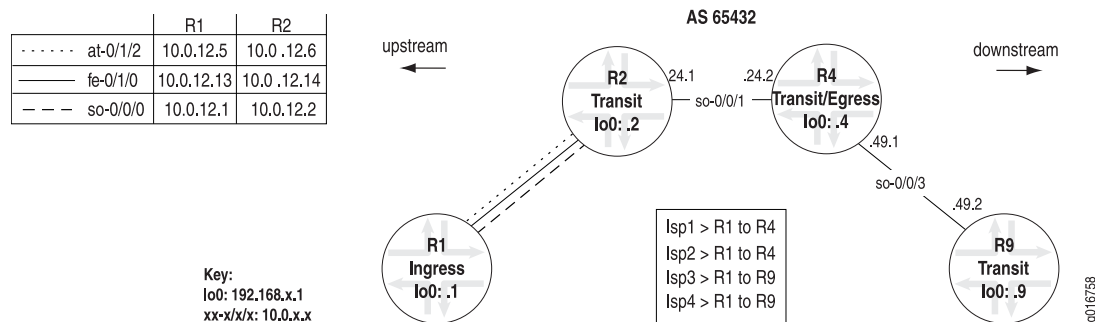 AS 65432
R1 R2
at-0/1/2 10.0.12.5 10.0 .12.6
fe-0/1/0 10.0.12.13 10.0 .12.14
so-0/0/0 10.0.12.1 10.0.12.2
upstream
downstream
R2
Transit
lo0: .2
.24.1
so-0/0/1
.24.2
R4
Transit/Egress
lo0: .4
.49.1
so-0/0/3
.49.2
R1
Ingress
lo0: .1
R9
Transit
lo0: .9
lsp1 > R1 to R4
lsp2 > R1 to R4
lsp3 > R1 to R9
lsp4 > R1 to R9
Key:
lo0: 192.168.x.1
xx-x/x/x: 10.0.x.x
g016758